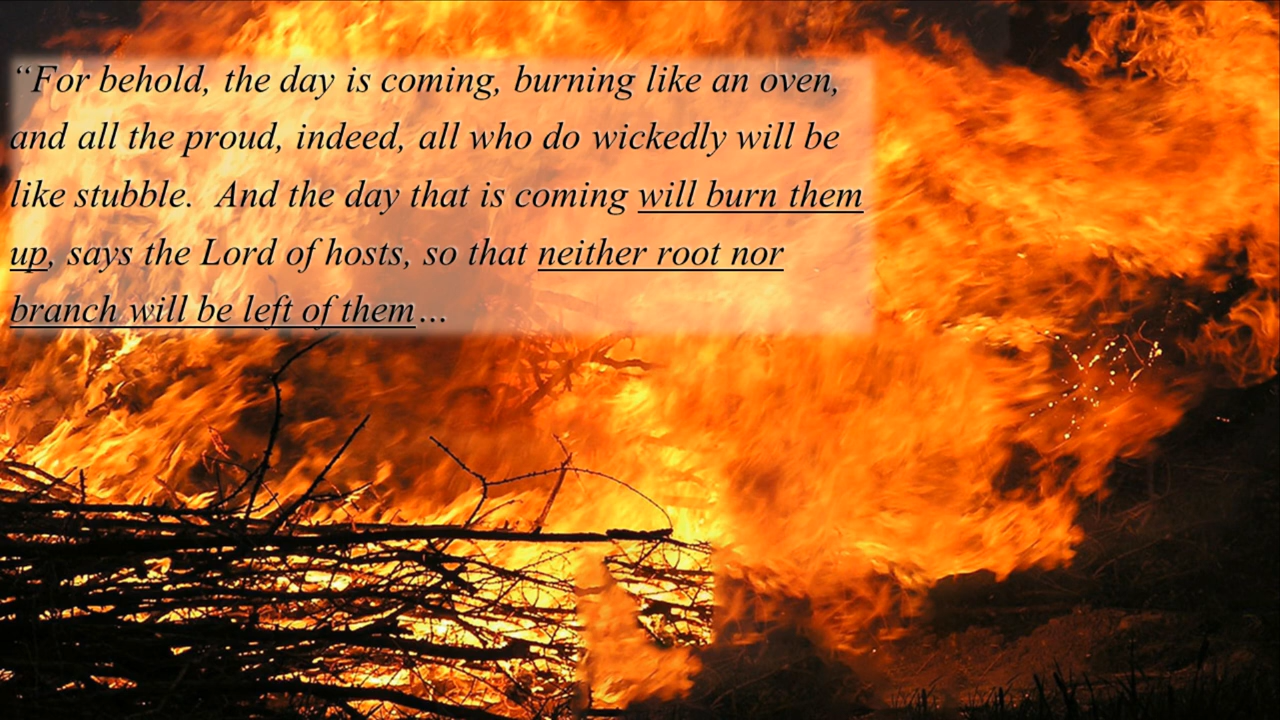 “For behold, the day is coming, burning like an oven,
and all the proud, indeed, all who do wickedly will be
like stubble.  And the day that is coming will burn them
up, says the Lord of hosts, so that neither root nor
branch will be left of them…